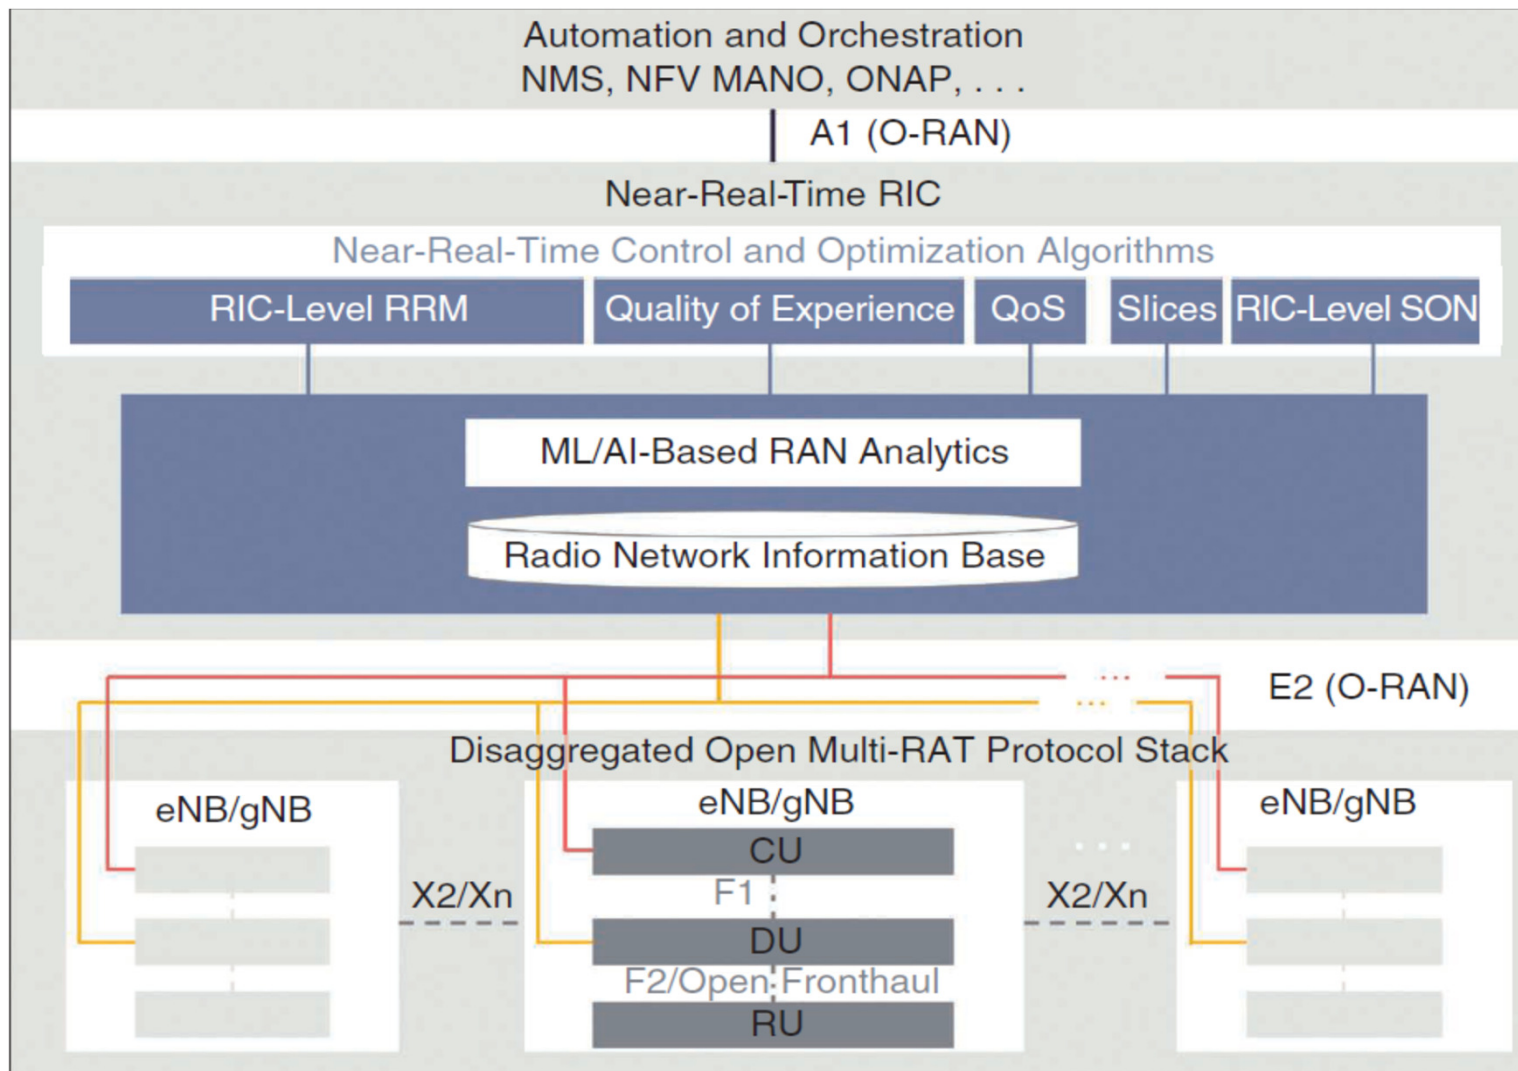 Automation and Orchestration
NMS, NFV MANO, ONAP, . . .
A1 (O-RAN)
Near-Real-Time RIC
Near-Real-Time Control and Optimization Algorithms
RIC-Level RRM
Quality of Experience
QoS
Slices
RIC-Level SON
ML/AI-Based RAN Analytics
Radio Network Information Base
E2 (O-RAN)
Disaggregated Open Multi-RAT Protocol Stack
eNB/gNB
X2/Xn
eNB/gNB
CU
F1
DU
F2/Open Fronthaul
RU
X2/Xn
eNB/gNB